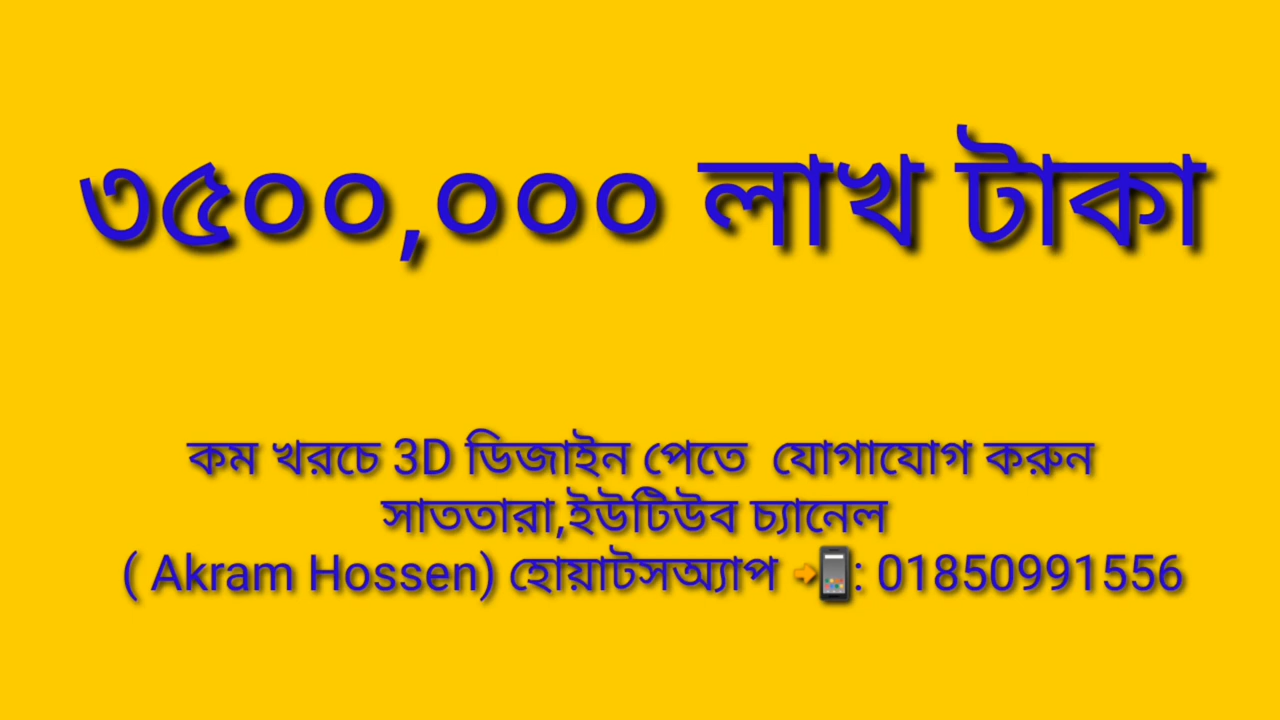 ৩৫০০,০০০ লাখ টাকা
কম খরচে 3D ডিজাইন পেতে যোগাযোগ করুন
সাততারা,ইউটিউব চ্যানেল
( Akram Hossen) হোয়াটসঅ্যাপ 📲: 01850991556